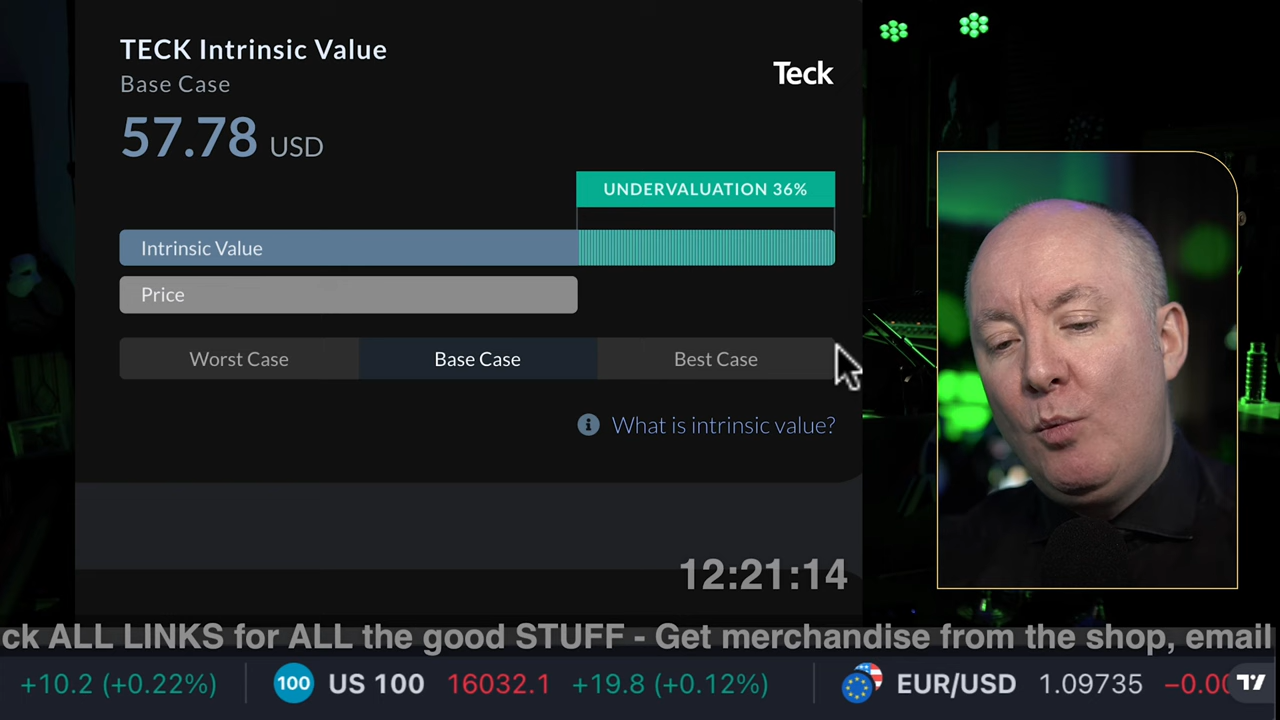 TECK Intrinsic Value
Base Case
Teck
57.78 USD
UNDERVALUATION 36%
Intrinsic Value
Price
Worst Case
Base Case
Best Case
What is intrinsic value?
12:21:14
ck ALL LINKS for ALL the good STUFF - Get merchandise from the shop, email
+10.2 (+0.22%)
100 US 100 16032.1 +19.8 (+0.12%)
EUR/USD 1.09735 −0.00